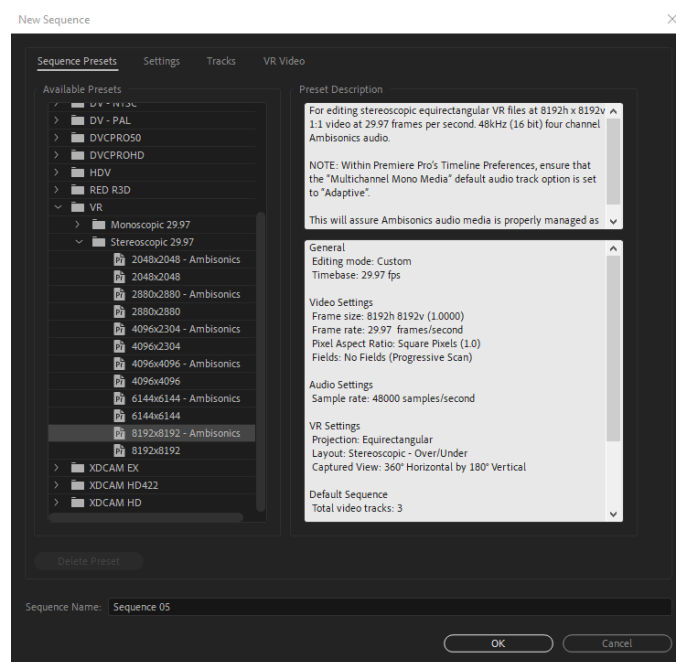 New Sequence
Sequence Presets Settings Tracks VR Video
Available Presets
DV - NTSC
DV - PAL
DVCPRO50
DVCPROHD
HDV
RED R3D
VR
Monoscopic 29.97
Stereoscopic 29.97
2048x2048 - Ambisonics
2048x2048
2880x2880 - Ambisonics
2880x2880
4096x2304 - Ambisonics
4096x2304
4096x4096 - Ambisonics
4096x4096
6144x6144 - Ambisonics
6144x6144
8192x8192 - Ambisonics
8192x8192
XDCAM EX
XDCAM HD422
XDCAM HD
Delete Preset
Preset Description
For editing stereoscopic equirectangular VR files at 8192h x 8192v
1:1 video at 29.97 frames per second. 48kHz (16 bit) four channel
Ambisonics audio.
NOTE: Within Premiere Pro's Timeline Preferences, ensure that
the "Multichannel Mono Media" default audio track option is set
to "Adaptive".
This will assure Ambisonics audio media is properly managed as
General
Editing mode: Custom
Timebase: 29.97 fps
Video Settings
Frame size: 8192h 8192v (1.0000)
Frame rate: 29.97 frames/second
Pixel Aspect Ratio: Square Pixels (1.0)
Fields: No Fields (Progressive Scan)
Audio Settings
Sample rate: 48000 samples/second
VR Settings
Projection: Equirectangular
Layout: Stereoscopic - Over/Under
Captured View: 360° Horizontal by 180° Vertical
Default Sequence
Total video tracks: 3
Sequence Name: Sequence 05
OK Cancel